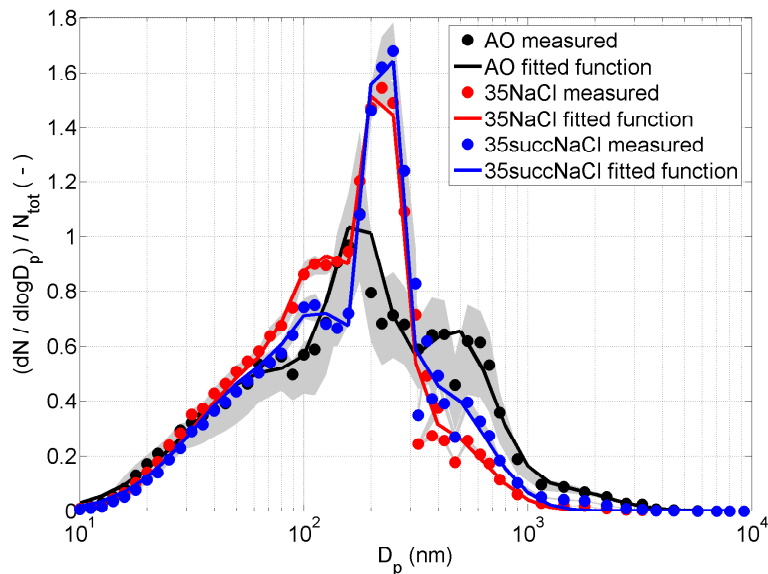 (dN / dlogDp) / Ntot ( - )
1.8
1.6
1.4
1.2
1
0.8
0.6
0.4
0.2
0
AO measured
AO fitted function
35NaCl measured
35NaCl fitted function
35succNaCl measured
35succNaCl fitted function
10^1
10^2
10^3
10^4
Dp (nm)